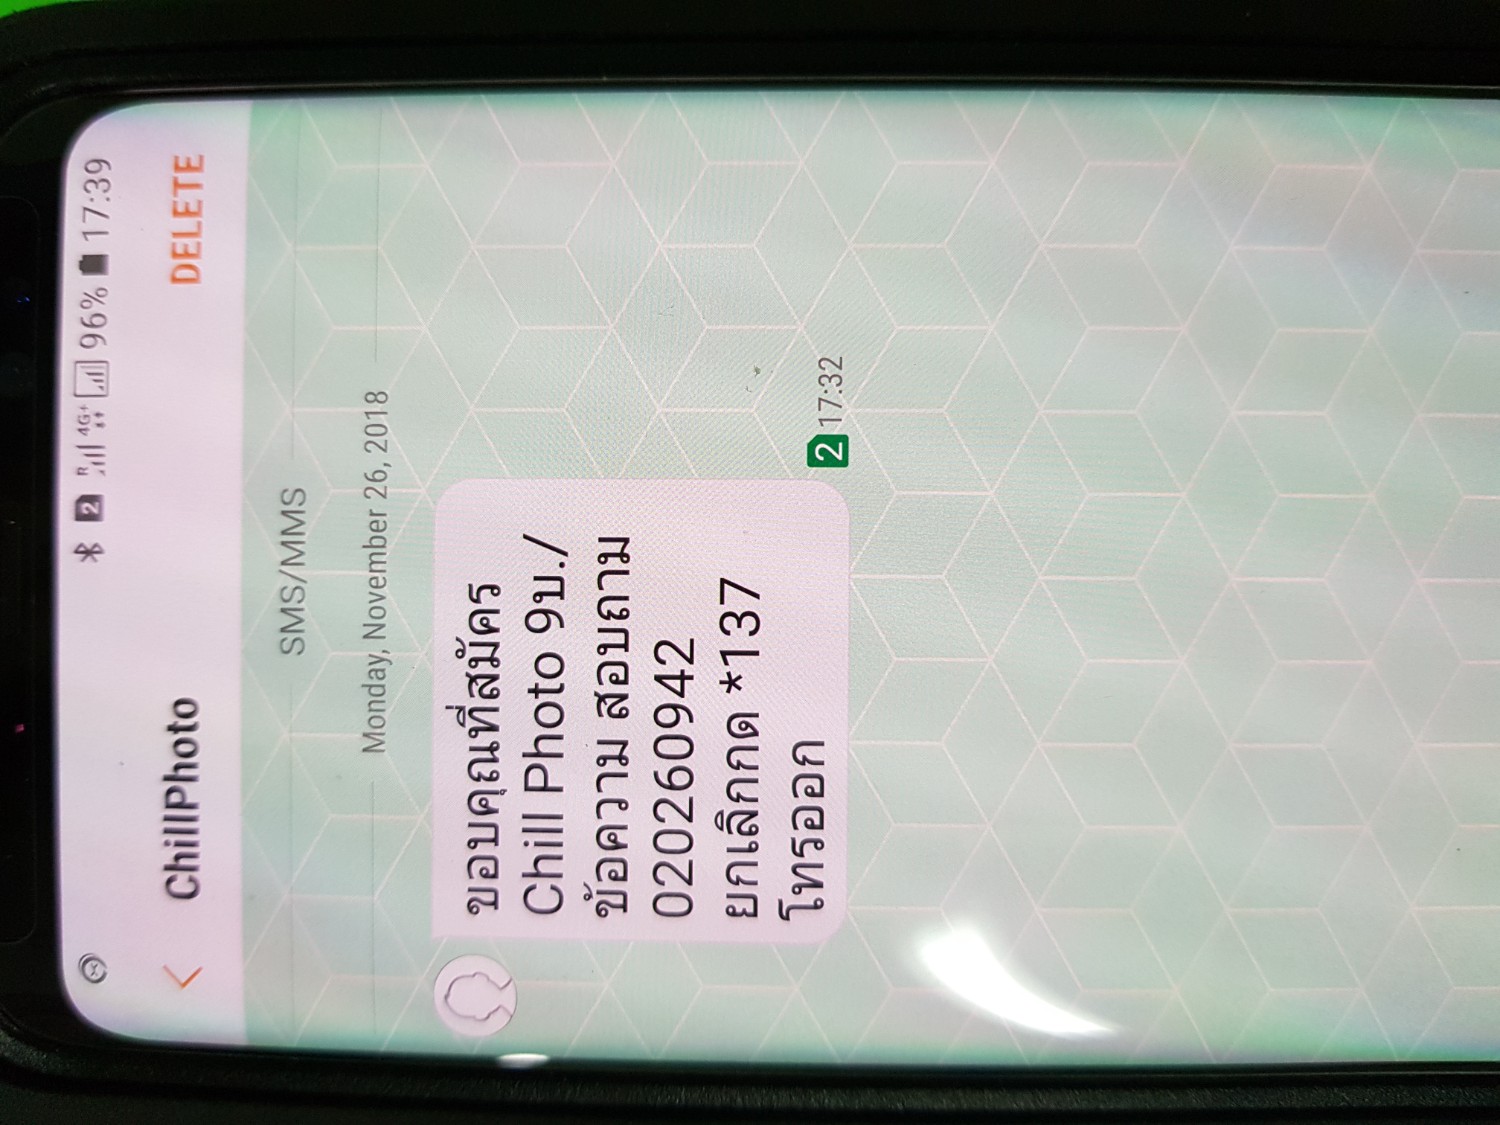 2 R 4G+ 96% 17:39
ChillPhoto DELETE
SMS/MMS
Monday, November 26, 2018
ขอบคุณที่สมัคร
Chill Photo 9บ./
ข้อความ สอบถาม
020260942
ยกเลิกกด *137
โทรออก
2 17:32